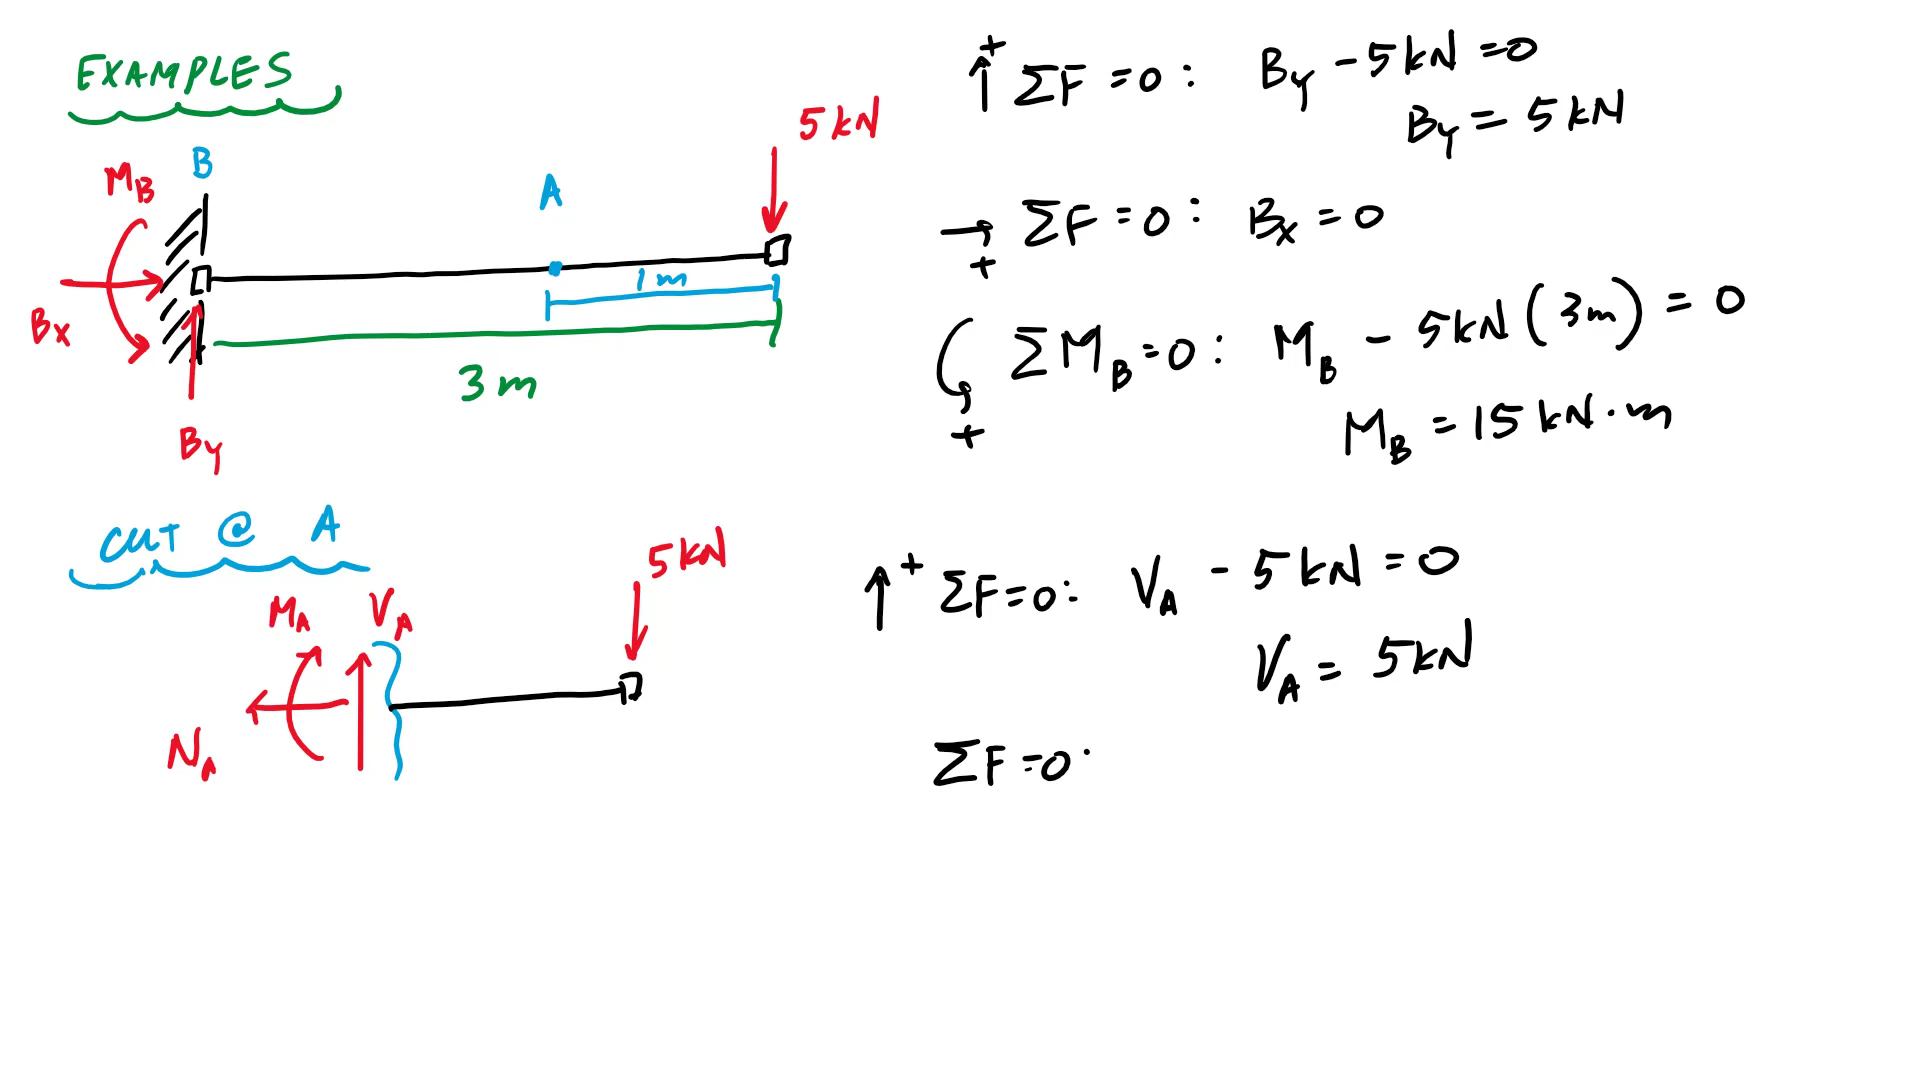 EXAMPLES
B
M_B
A
5 kN
B_X
1 m
3 m
B_Y
↑+ ΣF = 0 : B_Y - 5 kN = 0
B_Y = 5 kN
→+ ΣF = 0 : B_X = 0
ΣM_B = 0 : M_B - 5 kN (3m) = 0
+
M_B = 15 kN·m
CUT @ A
M_A
V_A
5 kN
N_A
↑+ ΣF = 0 : V_A - 5 kN = 0
V_A = 5 kN
ΣF = 0 ·